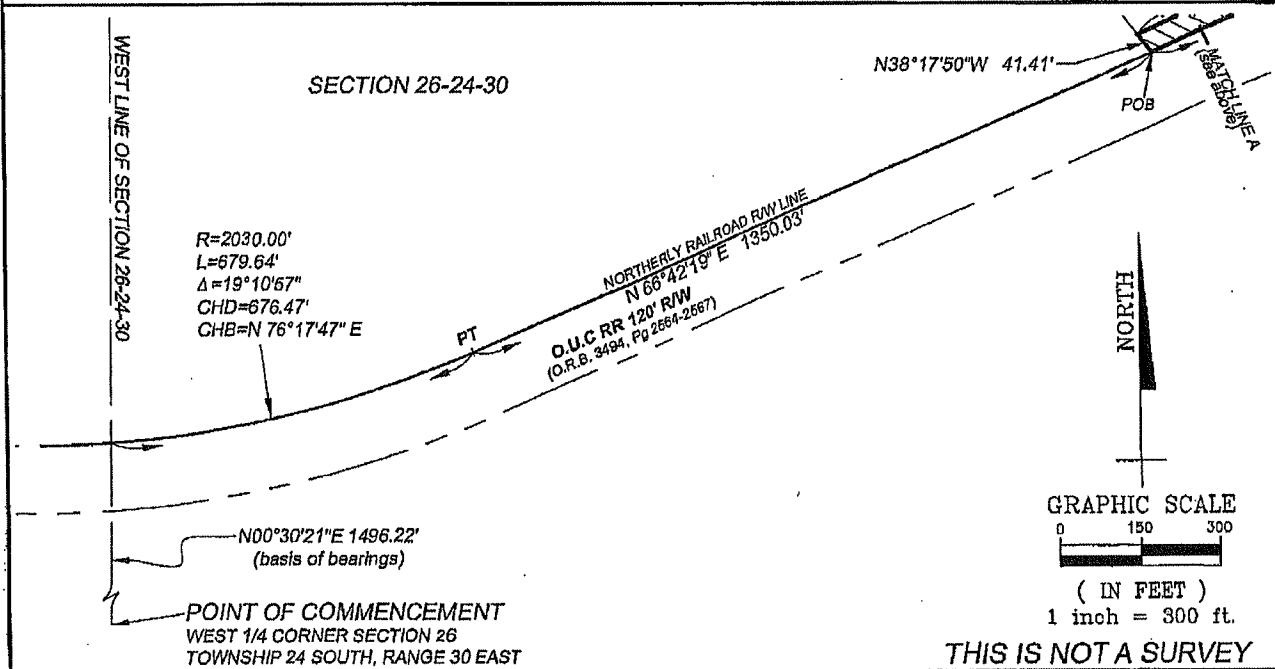 WEST LINE OF SECTION 26-24-30
SECTION 26-24-30
N38°17'50"W 41.41'
POB
MATCH LINE A
(see above)
R=2030.00'
L=679.64'
Δ=19°10'57"
CHD=676.47'
CHB=N 76°17'47" E
NORTHERLY RAILROAD R/W LINE
N 66°42'19" E 1350.03'
PT
O.U.C RR 120' R/W
(O.R.B. 3494, Pg 2564-2567)
NORTH
N00°30'21"E 1496.22'
(basis of bearings)
POINT OF COMMENCEMENT
WEST 1/4 CORNER SECTION 26
TOWNSHIP 24 SOUTH, RANGE 30 EAST
GRAPHIC SCALE
0 150 300
( IN FEET )
1 inch = 300 ft.
THIS IS NOT A SURVEY